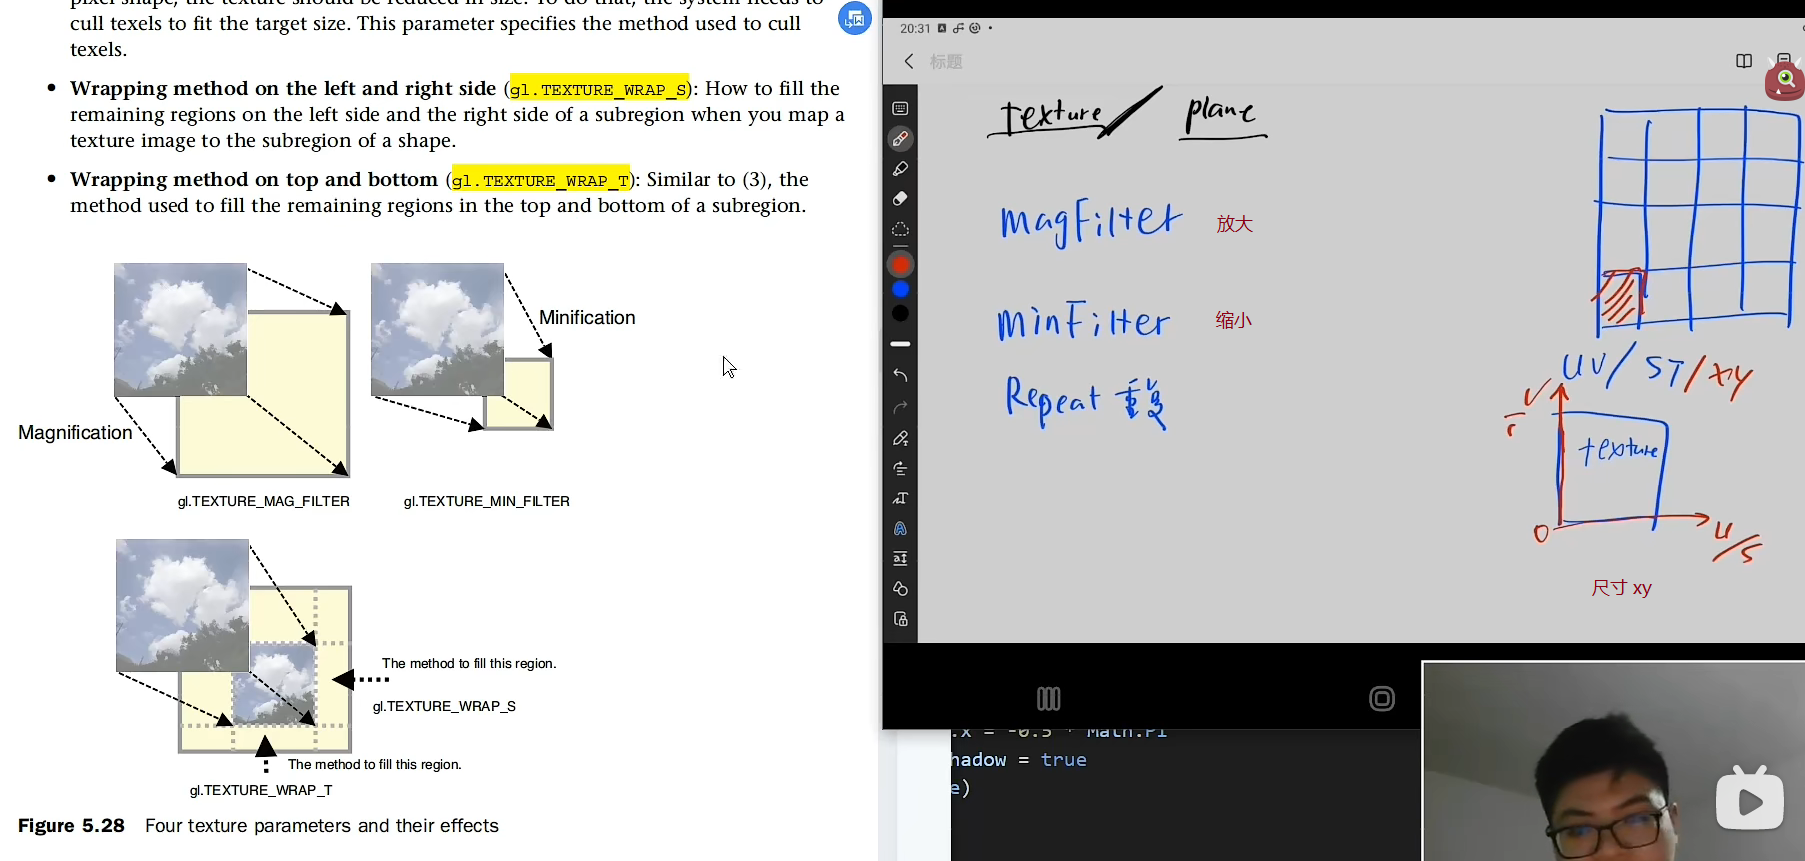 cull texels to fit the target size. This parameter specifies the method used to cull
texels.
• Wrapping method on the left and right side (gl.TEXTURE_WRAP_S): How to fill the
remaining regions on the left side and the right side of a subregion when you map a
texture image to the subregion of a shape.
• Wrapping method on top and bottom (gl.TEXTURE_WRAP_T): Similar to (3), the
method used to fill the remaining regions in the top and bottom of a subregion.
Minification
Magnification
gl.TEXTURE_MAG_FILTER
gl.TEXTURE_MIN_FILTER
The method to fill this region.
gl.TEXTURE_WRAP_S
The method to fill this region.
gl.TEXTURE_WRAP_T
Figure 5.28 Four texture parameters and their effects
20:31
标题
Texture plane
magFilter 放大
minFilter 缩小
Repeat 重复
UV/ST/xy
V
T
texture
0
u/s
尺寸 xy
.x = -0.5 * Math.PI
hadow = true
e)